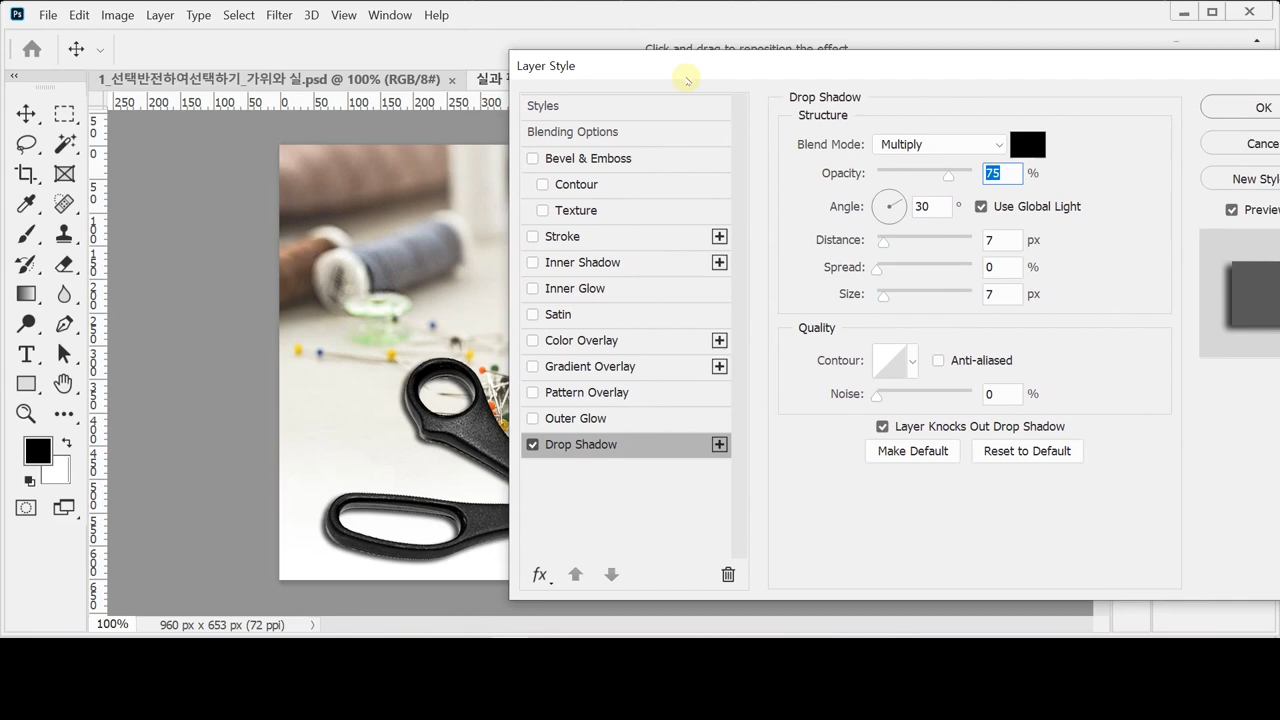 Ps File Edit Image Layer Type Select Filter 3D View Window Help
Click and drag to reposition the effect.
1_선택반전하여선택하기_가위와 실.psd @ 100% (RGB/8#) × 실과
250 200 150 100 50 0 50 100 150 200 250 300
Layer Style
Styles
Blending Options
Bevel & Emboss
Contour
Texture
Stroke
Inner Shadow
Inner Glow
Satin
Color Overlay
Gradient Overlay
Pattern Overlay
Outer Glow
Drop Shadow
fx
Drop Shadow
Structure
Blend Mode: Multiply
Opacity: 75 %
Angle: 30 ° Use Global Light
Distance: 7 px
Spread: 0 %
Size: 7 px
Quality
Contour: Anti-aliased
Noise: 0 %
Layer Knocks Out Drop Shadow
Make Default Reset to Default
OK
Cance
New Style
Preview
100% 960 px x 653 px (72 ppi)